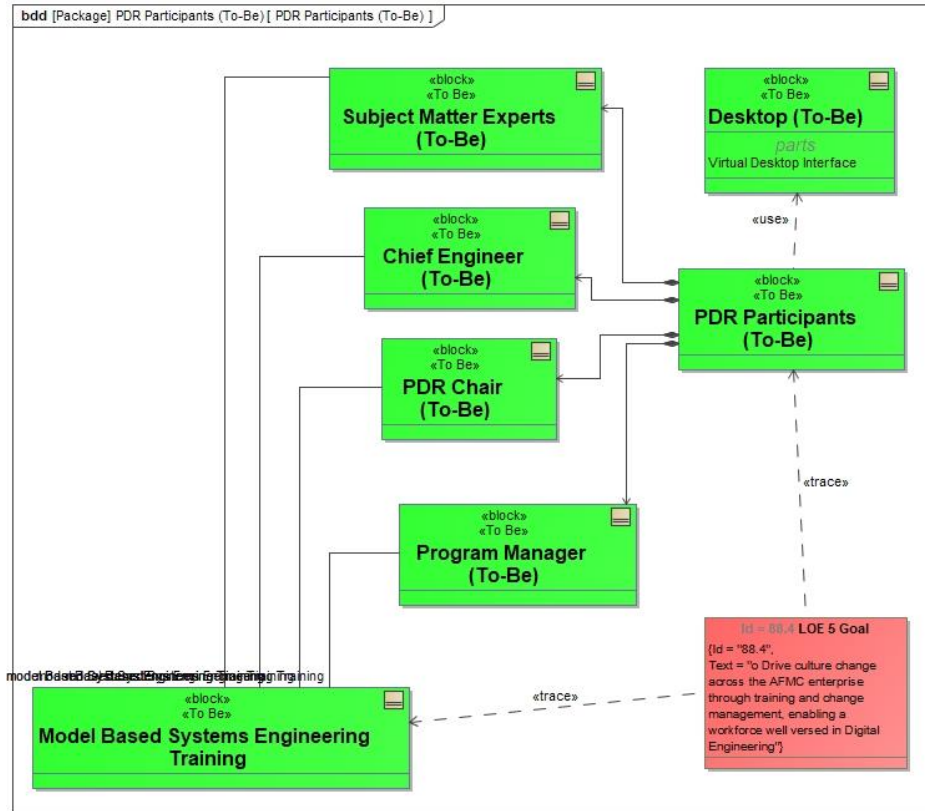 bdd [Package] PDR Participants (To-Be) [ PDR Participants (To-Be) ]
«block»
«To Be»
Subject Matter Experts
(To-Be)
«block»
«To Be»
Desktop (To-Be)
parts
Virtual Desktop Interface
«use»
«block»
«To Be»
Chief Engineer
(To-Be)
«block»
«To Be»
PDR Participants
(To-Be)
«block»
«To Be»
PDR Chair
(To-Be)
«trace»
«block»
«To Be»
Program Manager
(To-Be)
Id = 88.4 LOE 5 Goal
{Id = "88.4",
Text = "o Drive culture change
across the AFMC enterprise
through training and change
management, enabling a
workforce well versed in Digital
Engineering"}
«trace»
Training
«block»
«To Be»
Model Based Systems Engineering
Training